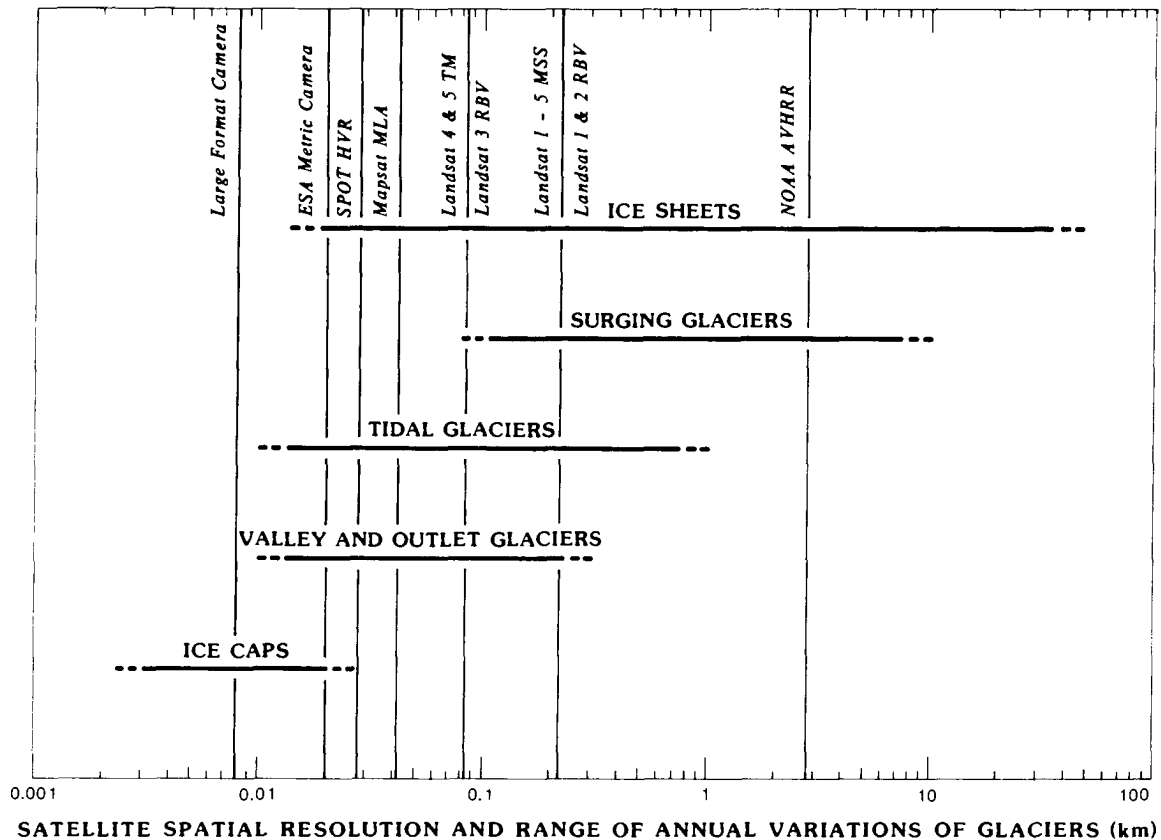 Large Format Camera
ESA Metric Camera
SPOT HVR
Mapsat MLA
Landsat 4 & 5 TM
Landsat 3 RBV
Landsat 1 - 5 MSS
Landsat 1 & 2 RBV
NOAA AVHRR
ICE SHEETS
SURGING GLACIERS
TIDAL GLACIERS
VALLEY AND OUTLET GLACIERS
ICE CAPS
0.001 0.01 0.1 1 10 100
SATELLITE SPATIAL RESOLUTION AND RANGE OF ANNUAL VARIATIONS OF GLACIERS (km)